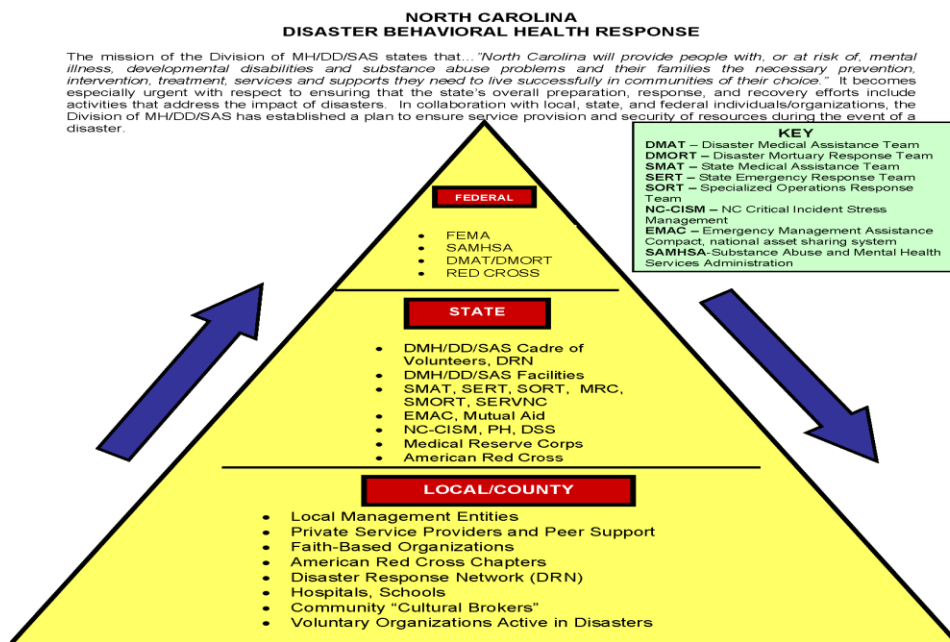 NORTH CAROLINA
DISASTER BEHAVIORAL HEALTH RESPONSE
The mission of the Division of MH/DD/SAS states that…"North Carolina will provide people with, or at risk of, mental
illness, developmental disabilities and substance abuse problems and their families the necessary prevention,
intervention, treatment, services and supports they need to live successfully in communities of their choice." It becomes
especially urgent with respect to ensuring that the state's overall preparation, response, and recovery efforts include
activities that address the impact of disasters. In collaboration with local, state, and federal individuals/organizations, the
Division of MH/DD/SAS has established a plan to ensure service provision and security of resources during the event of a
disaster.
KEY
DMAT – Disaster Medical Assistance Team
DMORT – Disaster Mortuary Response Team
SMAT – State Medical Assistance Team
SERT – State Emergency Response Team
SORT – Specialized Operations Response
Team
NC-CISM – NC Critical Incident Stress
Management
EMAC – Emergency Management Assistance
Compact, national asset sharing system
SAMHSA-Substance Abuse and Mental Health
Services Administration
FEDERAL
• FEMA
• SAMHSA
• DMAT/DMORT
• RED CROSS
STATE
• DMH/DD/SAS Cadre of
Volunteers, DRN
• DMH/DD/SAS Facilities
• SMAT, SERT, SORT, MRC,
SMORT, SERVNC
• EMAC, Mutual Aid
• NC-CISM, PH, DSS
• Medical Reserve Corps
• American Red Cross
LOCAL/COUNTY
• Local Management Entities
• Private Service Providers and Peer Support
• Faith-Based Organizations
• American Red Cross Chapters
• Disaster Response Network (DRN)
• Hospitals, Schools
• Community "Cultural Brokers"
• Voluntary Organizations Active in Disasters